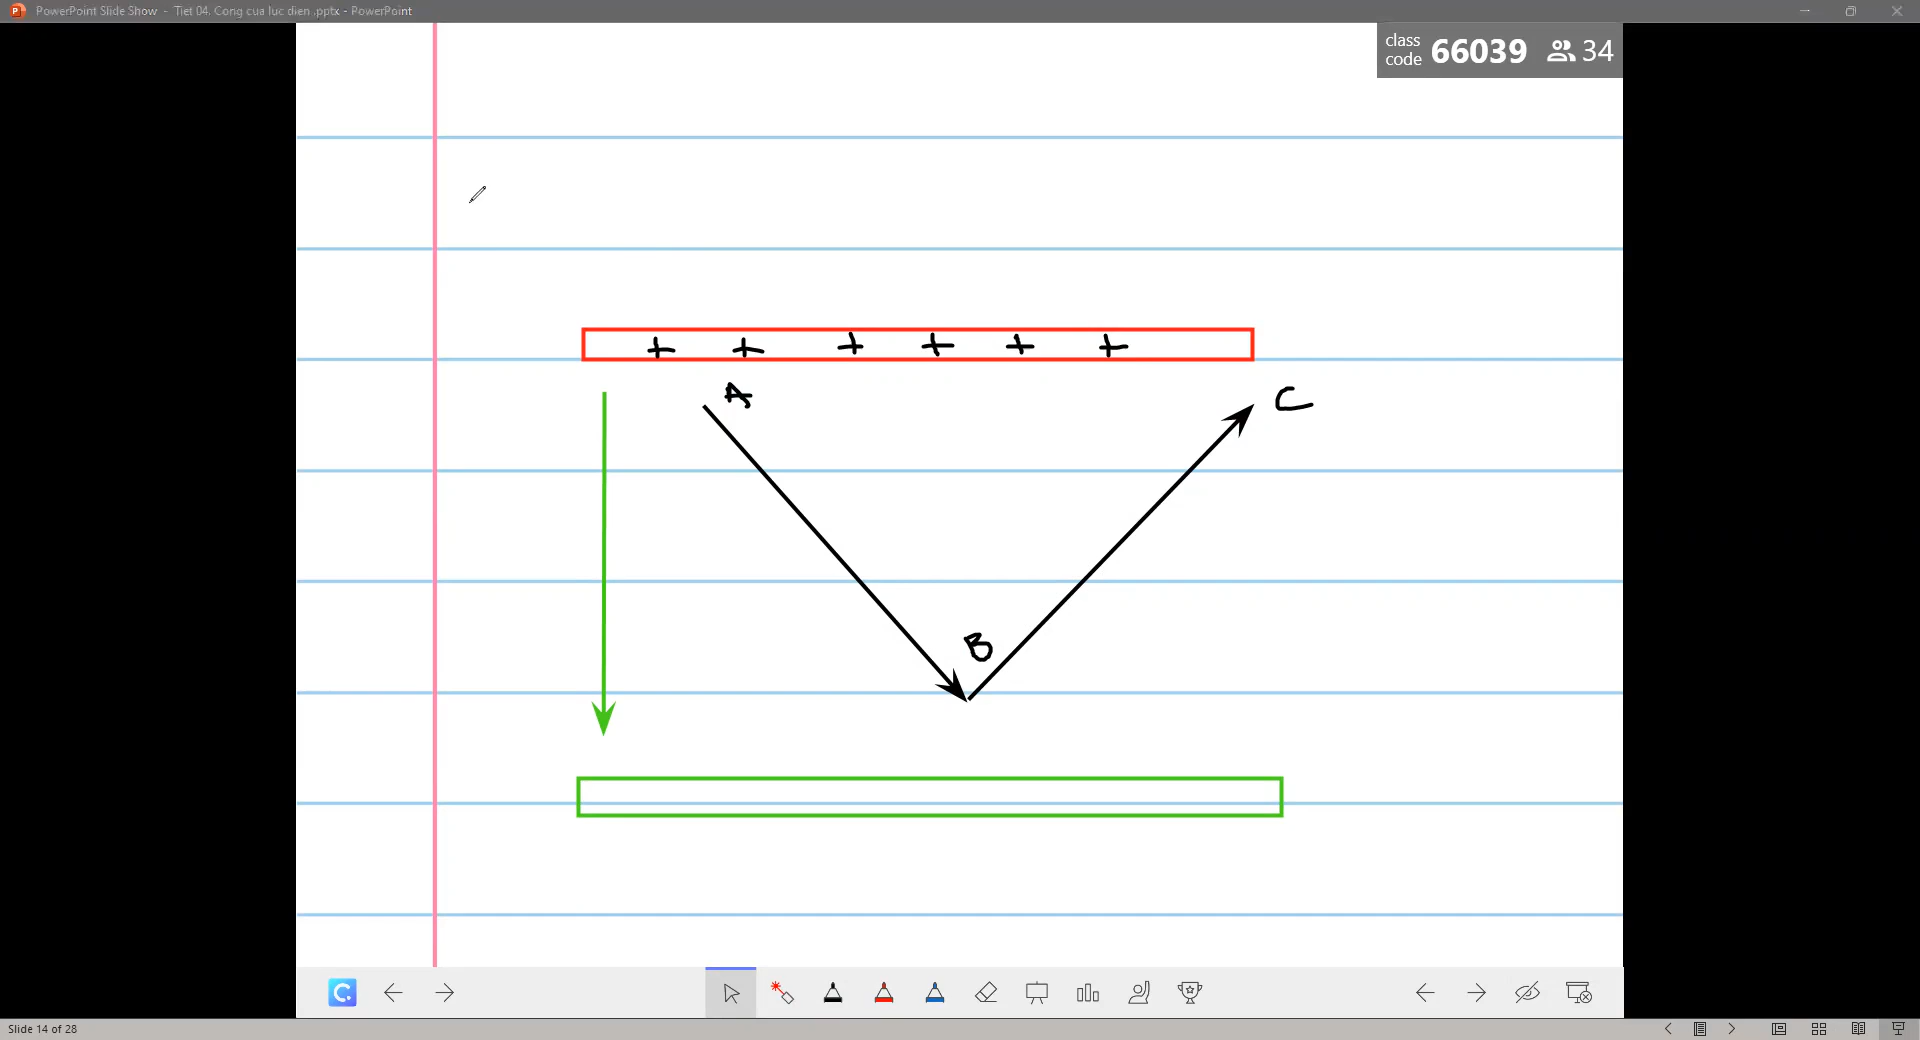 PowerPoint Slide Show - Tiet 04. Cong cua luc dien .pptx - PowerPoint
class code 66039 34
+ + + + + +
A
C
B
Slide 14 of 28